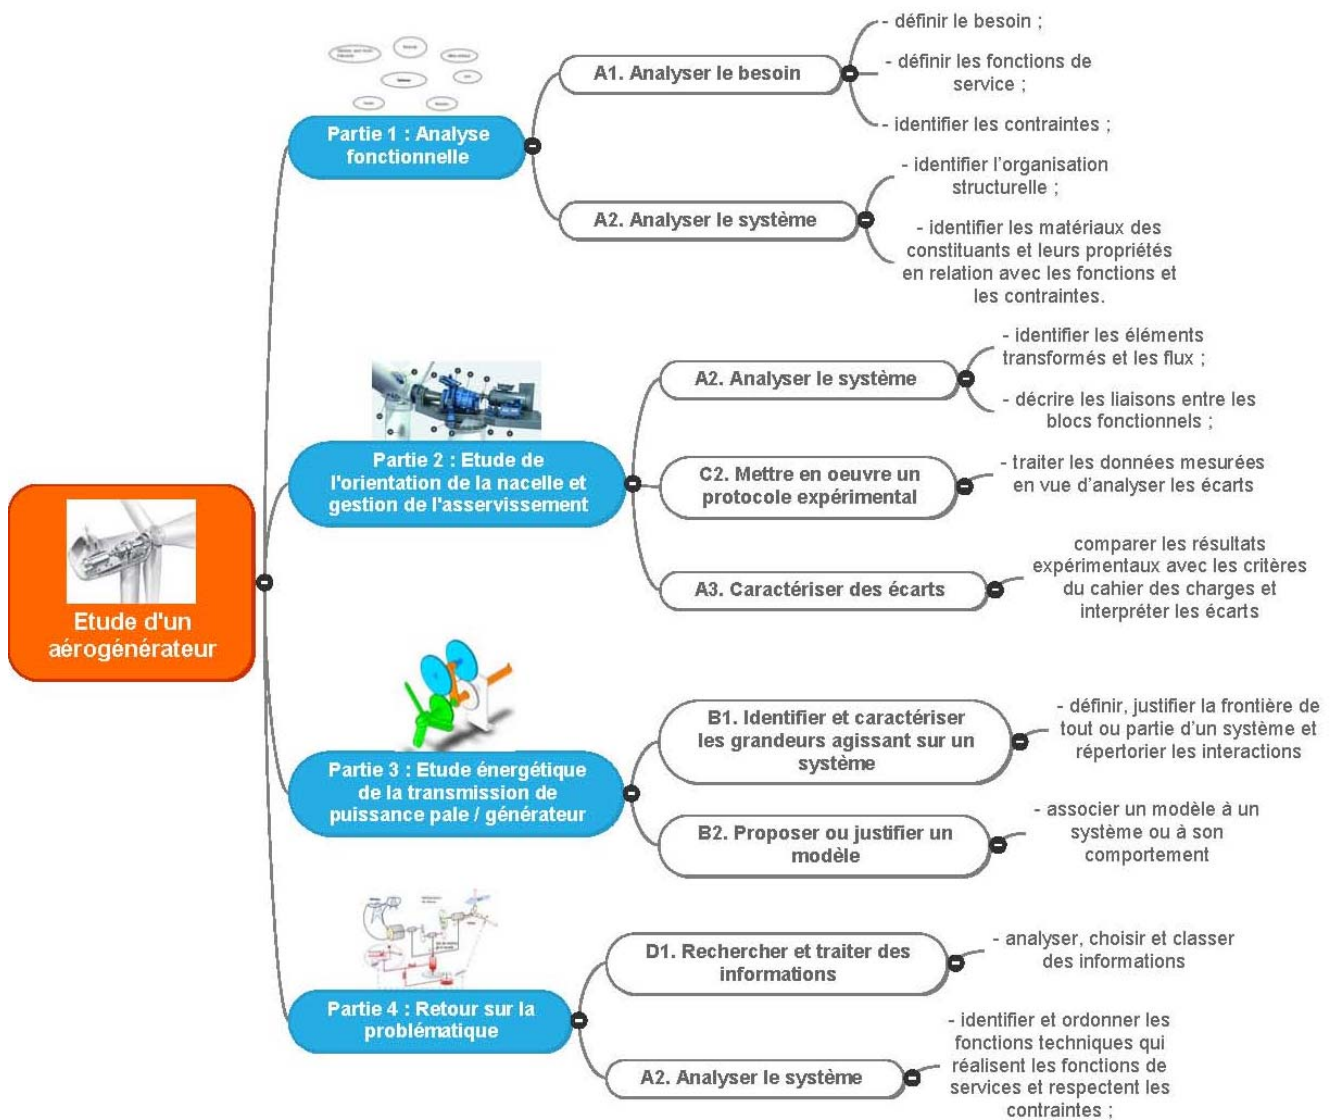 Etude d'un
aérogénérateur
Partie 1 : Analyse
fonctionnelle
A1. Analyser le besoin
- définir le besoin ;
- définir les fonctions de
service ;
- identifier les contraintes ;
A2. Analyser le système
- identifier l'organisation
structurelle ;
- identifier les matériaux des
constituants et leurs propriétés
en relation avec les fonctions et
les contraintes.
Partie 2 : Etude de
l'orientation de la nacelle et
gestion de l'asservissement
A2. Analyser le système
- identifier les éléments
transformés et les flux ;
- décrire les liaisons entre les
blocs fonctionnels ;
C2. Mettre en oeuvre un
protocole expérimental
- traiter les données mesurées
en vue d'analyser les écarts
A3. Caractériser des écarts
comparer les résultats
expérimentaux avec les critères
du cahier des charges et
interpréter les écarts
Partie 3 : Etude énergétique
de la transmission de
puissance pale / générateur
B1. Identifier et caractériser
les grandeurs agissant sur un
système
- définir, justifier la frontière de
tout ou partie d'un système et
répertorier les interactions
B2. Proposer ou justifier un
modèle
- associer un modèle à un
système ou à son
comportement
Partie 4 : Retour sur la
problématique
D1. Rechercher et traiter des
informations
- analyser, choisir et classer
des informations
A2. Analyser le système
- identifier et ordonner les
fonctions techniques qui
réalisent les fonctions de
services et respectent les
contraintes ;